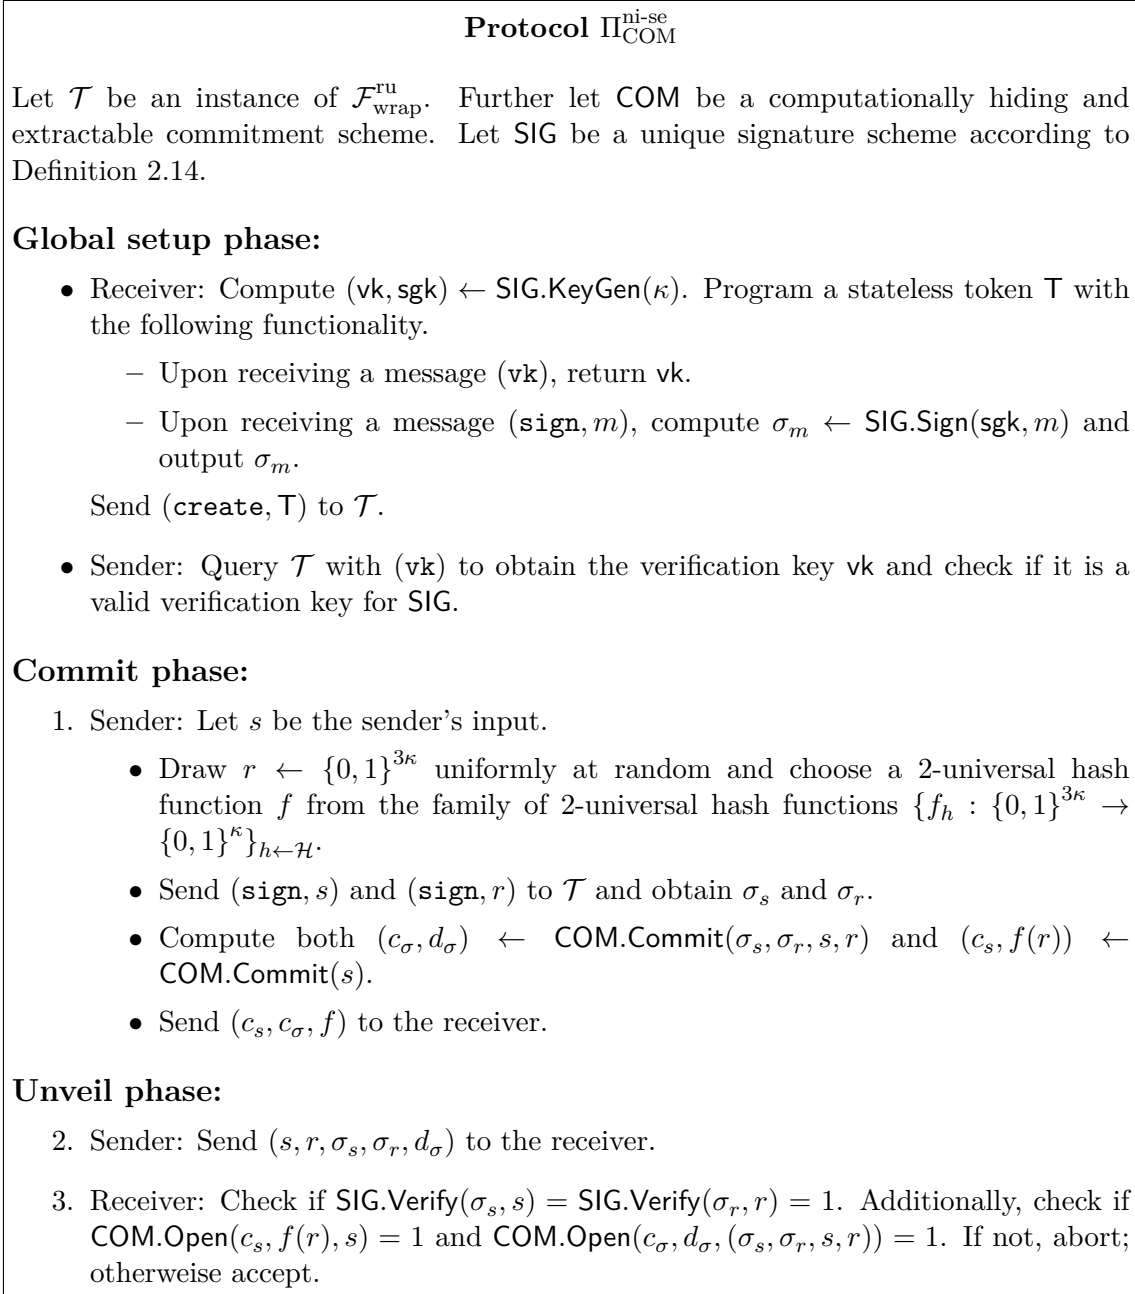 Protocol Π^{ni-se}_{COM}
Let 𝒯 be an instance of ℱ^{ru}_{wrap}. Further let COM be a computationally hiding and
extractable commitment scheme. Let SIG be a unique signature scheme according to
Definition 2.14.
Global setup phase:
• Receiver: Compute (vk, sgk) ← SIG.KeyGen(κ). Program a stateless token T with
the following functionality.
– Upon receiving a message (vk), return vk.
– Upon receiving a message (sign, m), compute σ_m ← SIG.Sign(sgk, m) and
output σ_m.
Send (create, T) to 𝒯.
• Sender: Query 𝒯 with (vk) to obtain the verification key vk and check if it is a
valid verification key for SIG.
Commit phase:
1. Sender: Let s be the sender's input.
• Draw r ← {0, 1}^{3κ} uniformly at random and choose a 2-universal hash
function f from the family of 2-universal hash functions {f_h : {0, 1}^{3κ} →
{0, 1}^κ}_{h←ℋ}.
• Send (sign, s) and (sign, r) to 𝒯 and obtain σ_s and σ_r.
• Compute both (c_σ, d_σ) ← COM.Commit(σ_s, σ_r, s, r) and (c_s, f(r)) ←
COM.Commit(s).
• Send (c_s, c_σ, f) to the receiver.
Unveil phase:
2. Sender: Send (s, r, σ_s, σ_r, d_σ) to the receiver.
3. Receiver: Check if SIG.Verify(σ_s, s) = SIG.Verify(σ_r, r) = 1. Additionally, check if
COM.Open(c_s, f(r), s) = 1 and COM.Open(c_σ, d_σ, (σ_s, σ_r, s, r)) = 1. If not, abort;
otherweise accept.